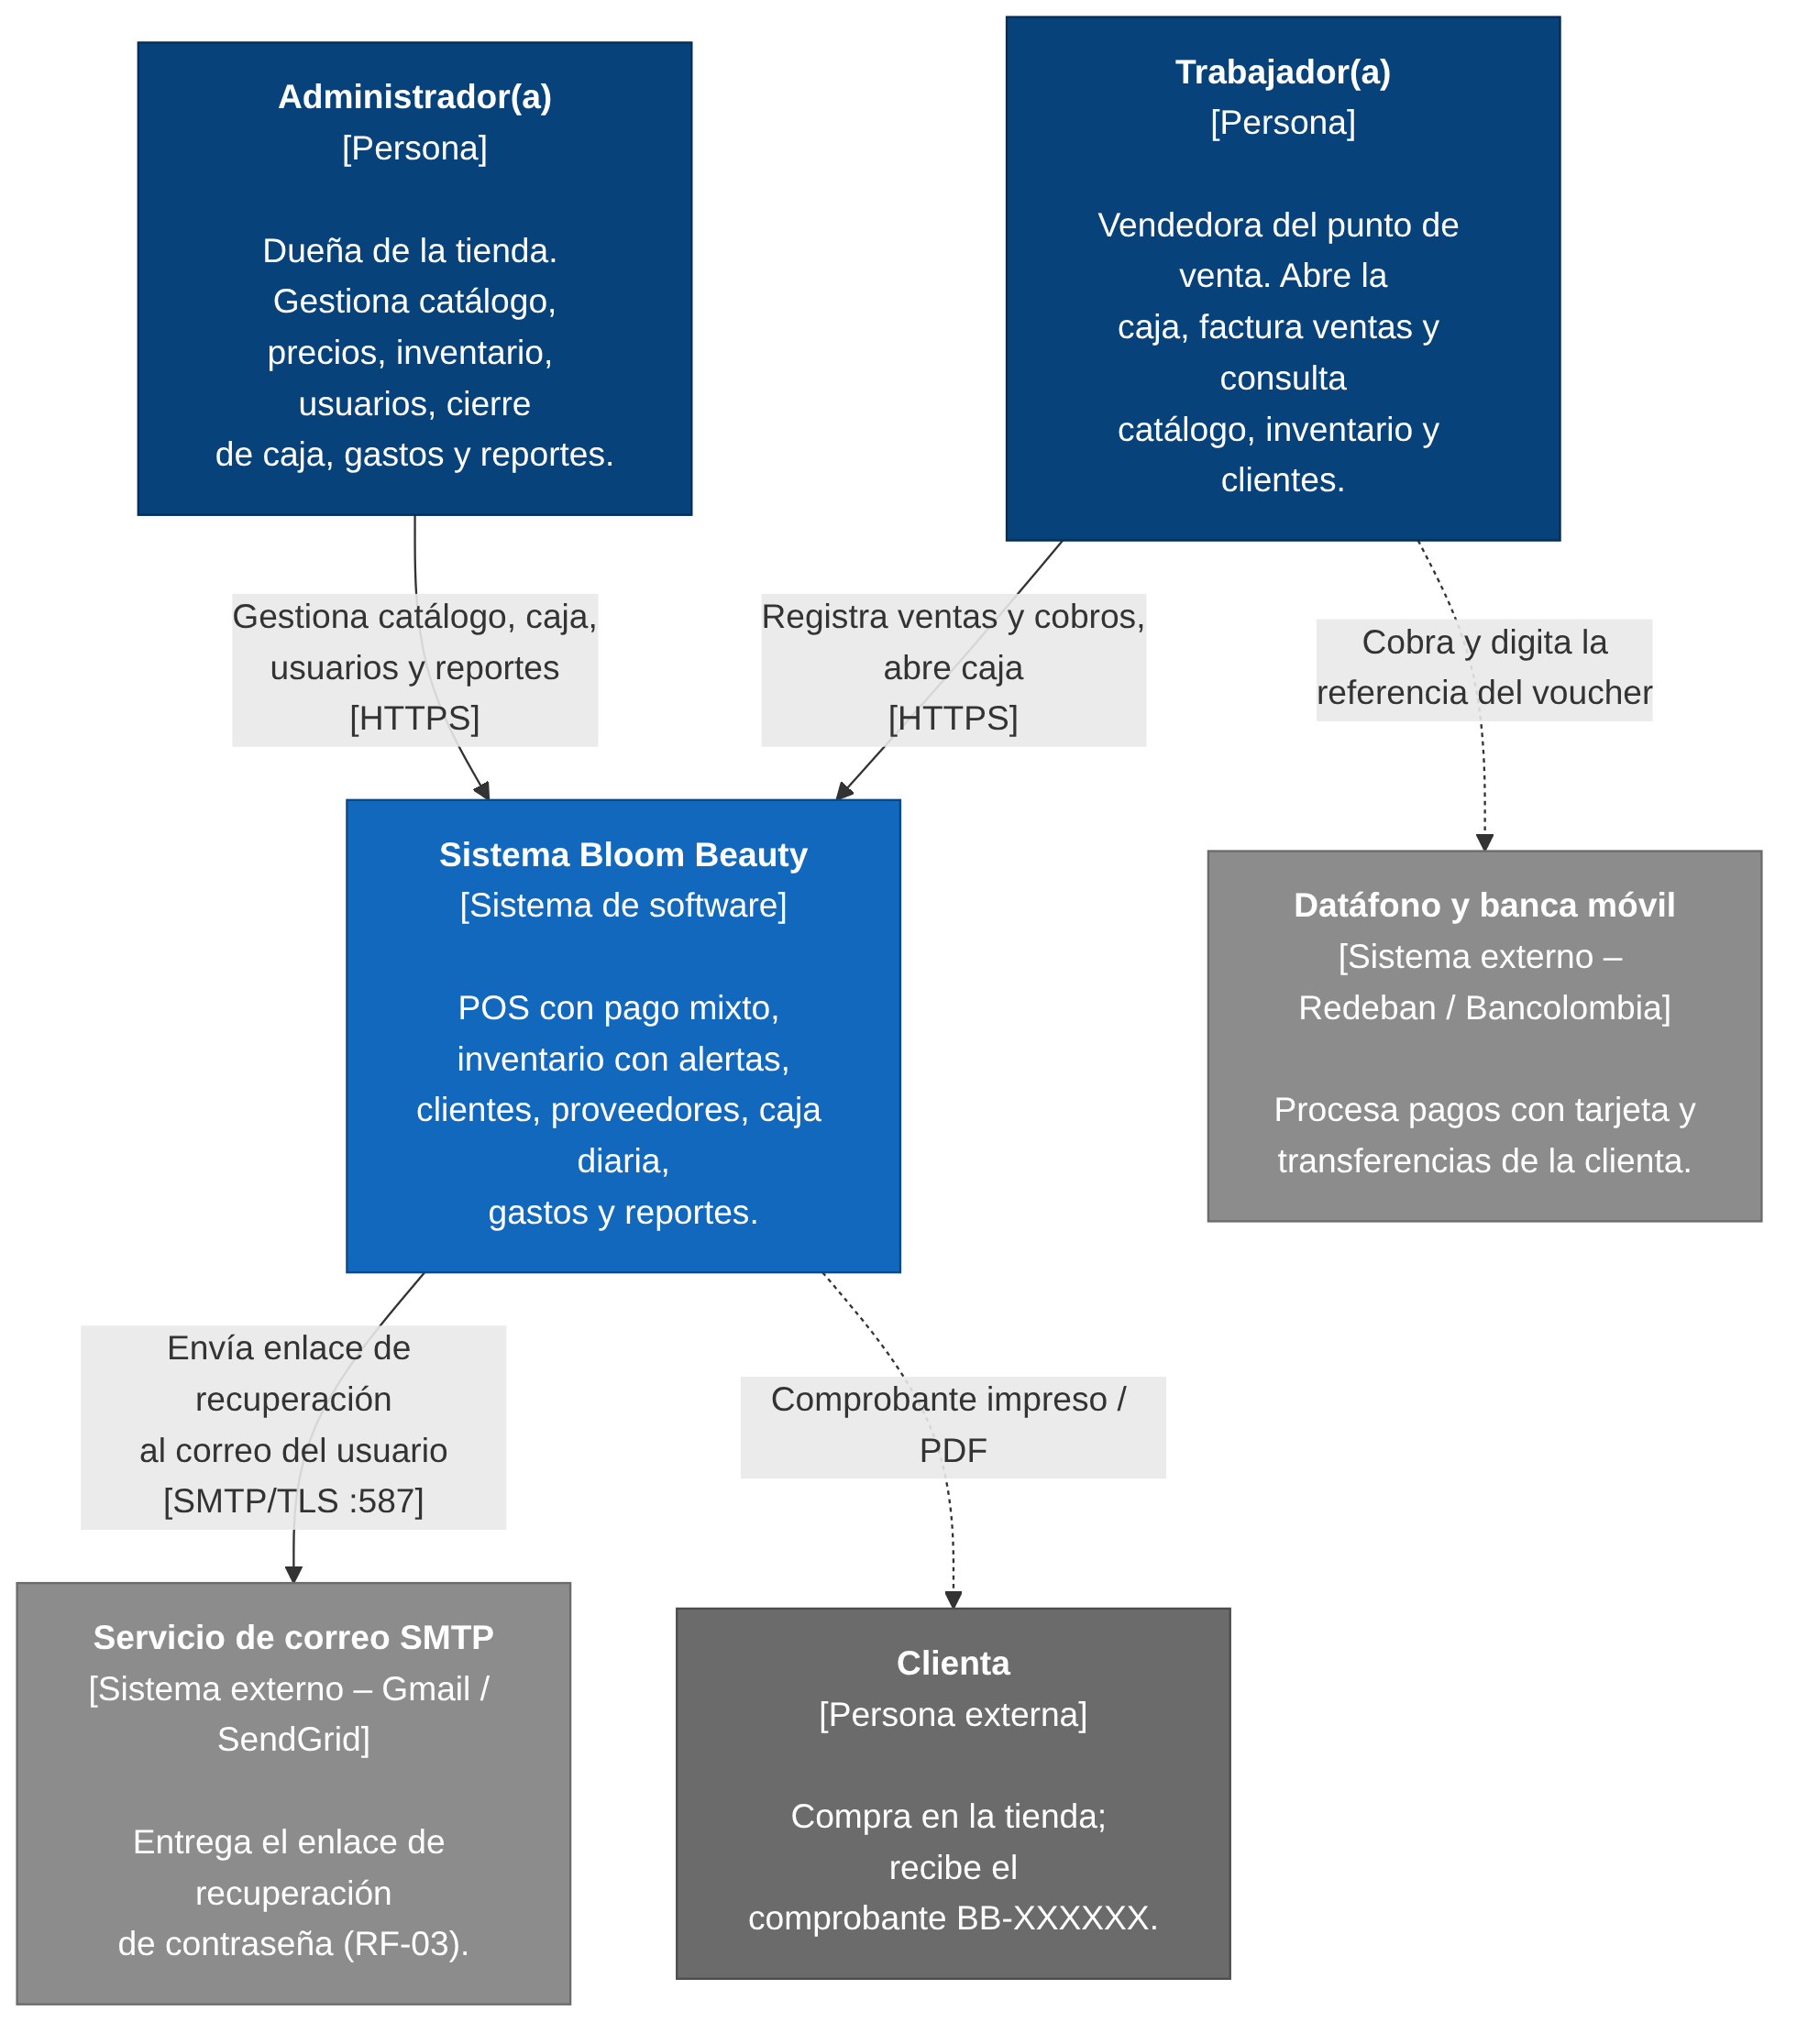 Administrador(a)
[Persona]
Dueña de la tienda.
Gestiona catálogo,
precios, inventario,
usuarios, cierre
de caja, gastos y reportes.
Trabajador(a)
[Persona]
Vendedora del punto de
venta. Abre la
caja, factura ventas y
consulta
catálogo, inventario y
clientes.
Gestiona catálogo, caja,
usuarios y reportes
[HTTPS]
Registra ventas y cobros,
abre caja
[HTTPS]
Cobra y digita la
referencia del voucher
Sistema Bloom Beauty
[Sistema de software]
POS con pago mixto,
inventario con alertas,
clientes, proveedores, caja
diaria,
gastos y reportes.
Datáfono y banca móvil
[Sistema externo –
Redeban / Bancolombia]
Procesa pagos con tarjeta y
transferencias de la clienta.
Envía enlace de
recuperación
al correo del usuario
[SMTP/TLS :587]
Comprobante impreso /
PDF
Servicio de correo SMTP
[Sistema externo – Gmail /
SendGrid]
Entrega el enlace de
recuperación
de contraseña (RF-03).
Clienta
[Persona externa]
Compra en la tienda;
recibe el
comprobante BB-XXXXXX.